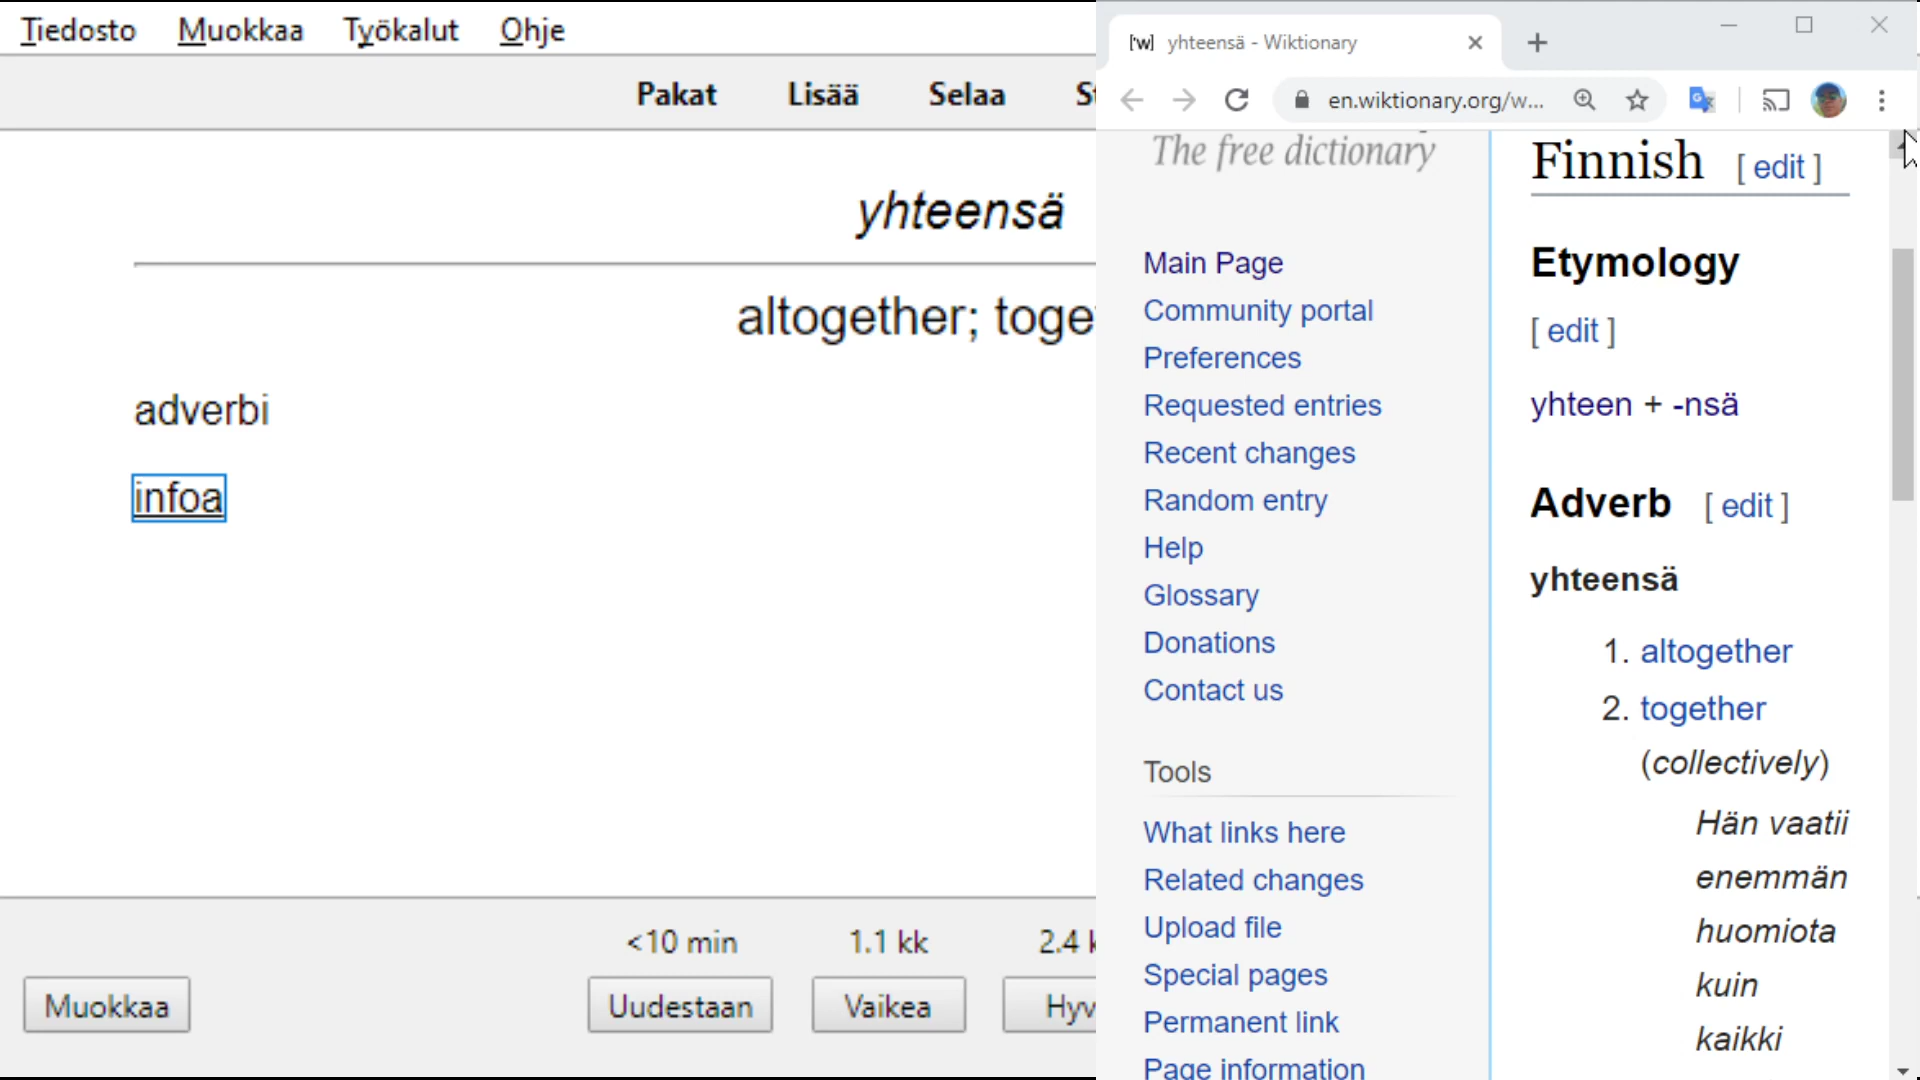 Tiedosto Muokkaa Työkalut Ohje
Pakat Lisää Selaa
yhteensä
altogether; toge
adverbi
infoa
<10 min 1.1 kk 2.4
Muokkaa Uudestaan Vaikea Hyv
yhteensä - Wiktionary
en.wiktionary.org/w...
The free dictionary
Main Page
Community portal
Preferences
Requested entries
Recent changes
Random entry
Help
Glossary
Donations
Contact us
Tools
What links here
Related changes
Upload file
Special pages
Permanent link
Page information
Finnish [ edit ]
Etymology
[ edit ]
yhteen + -nsä
Adverb [ edit ]
yhteensä
1. altogether
2. together
(collectively)
Hän vaatii
enemmän
huomiota
kuin
kaikki